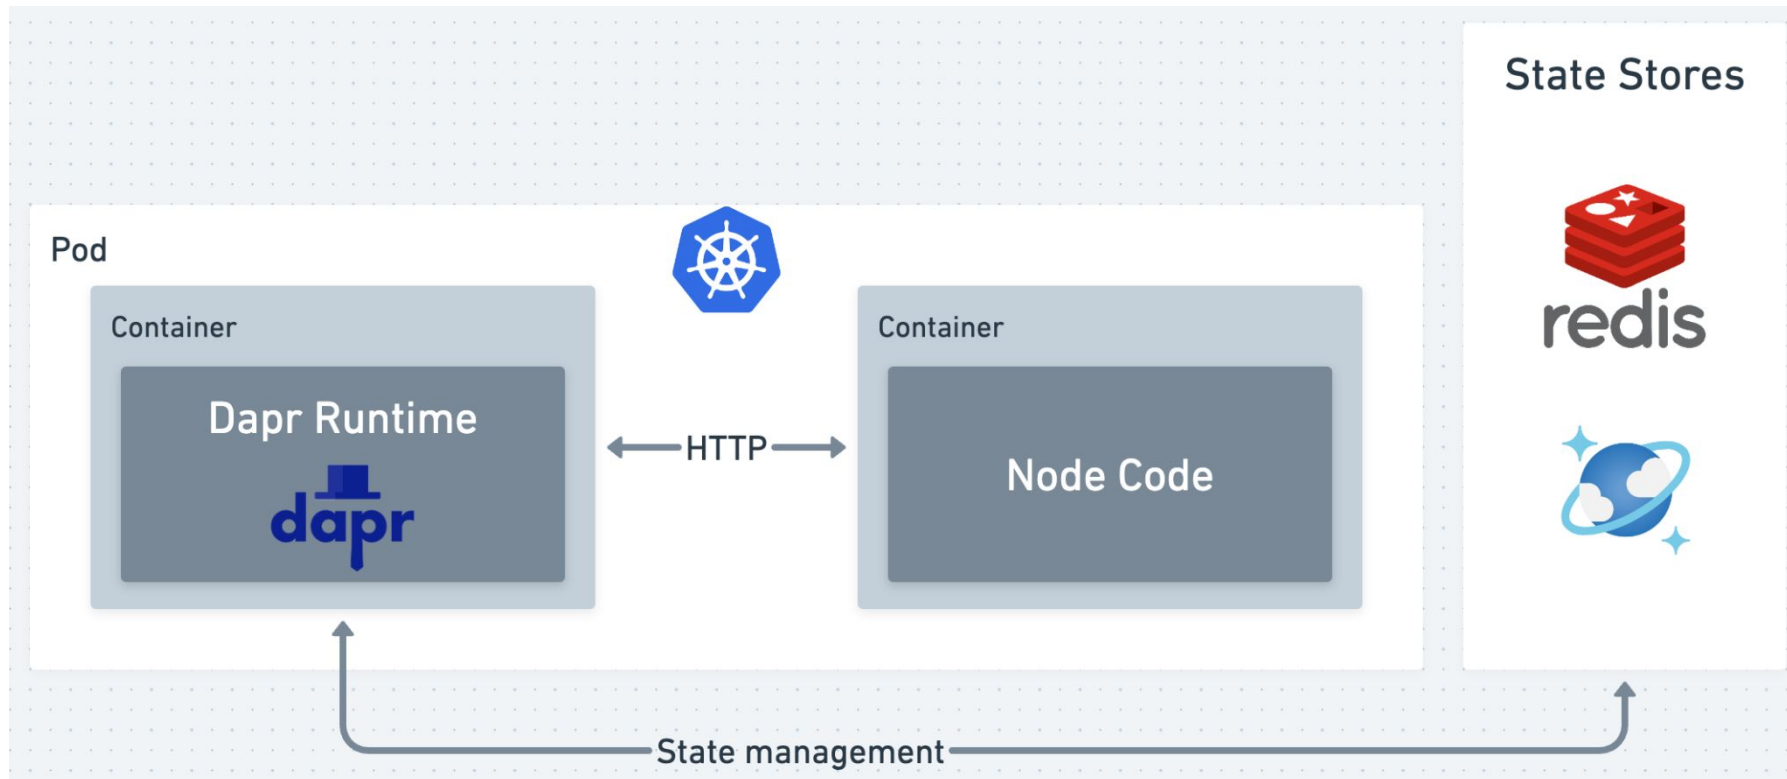 State Stores
Pod
Container
Container
Dapr Runtime
dapr
HTTP
Node Code
redis
State management